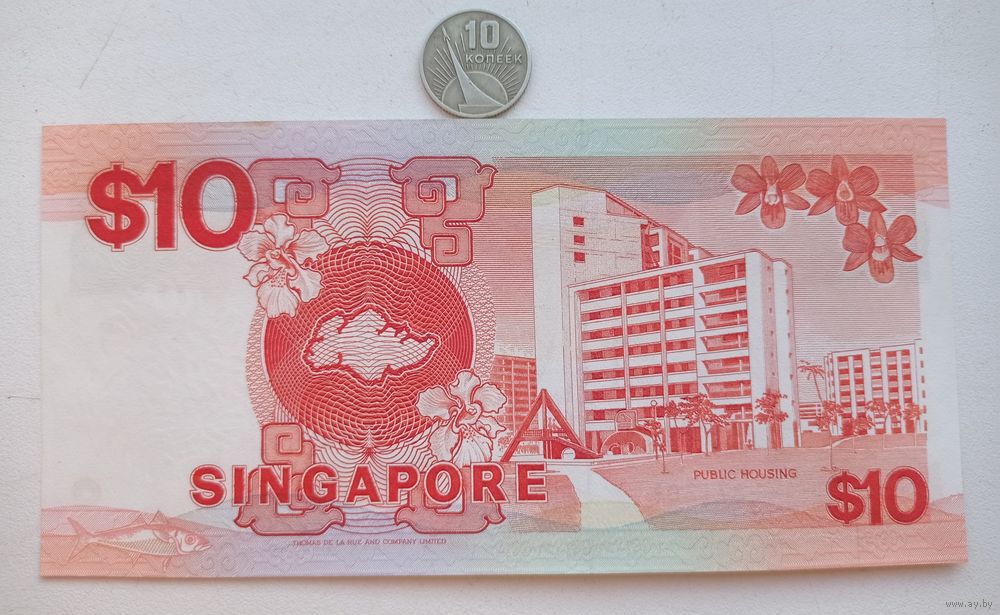 10
КОПЕЕК
$10
SINGAPORE
PUBLIC HOUSING
$10
THOMAS DE LA RUE AND COMPANY LIMITED
www.ay.by